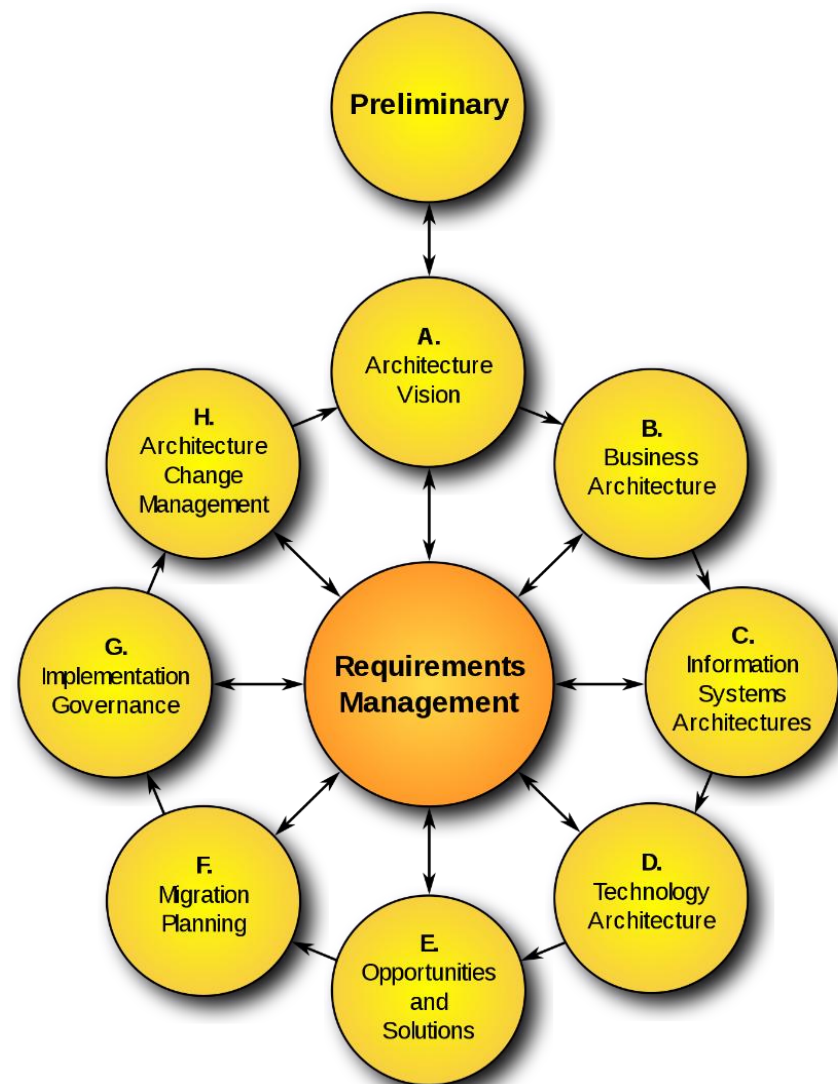 Preliminary
A.
Architecture
Vision
B.
Business
Architecture
C.
Information
Systems
Architectures
D.
Technology
Architecture
E.
Opportunities
and
Solutions
F.
Migration
Planning
G.
Implementation
Governance
H.
Architecture
Change
Management
Requirements
Management